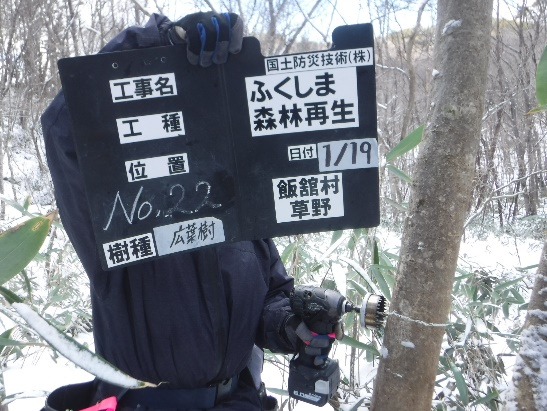 国土防災技術(株)
工事名
ふくしま
森林再生
工種
位置
日付 1/19
No.22
飯舘村
草野
樹種 広葉樹